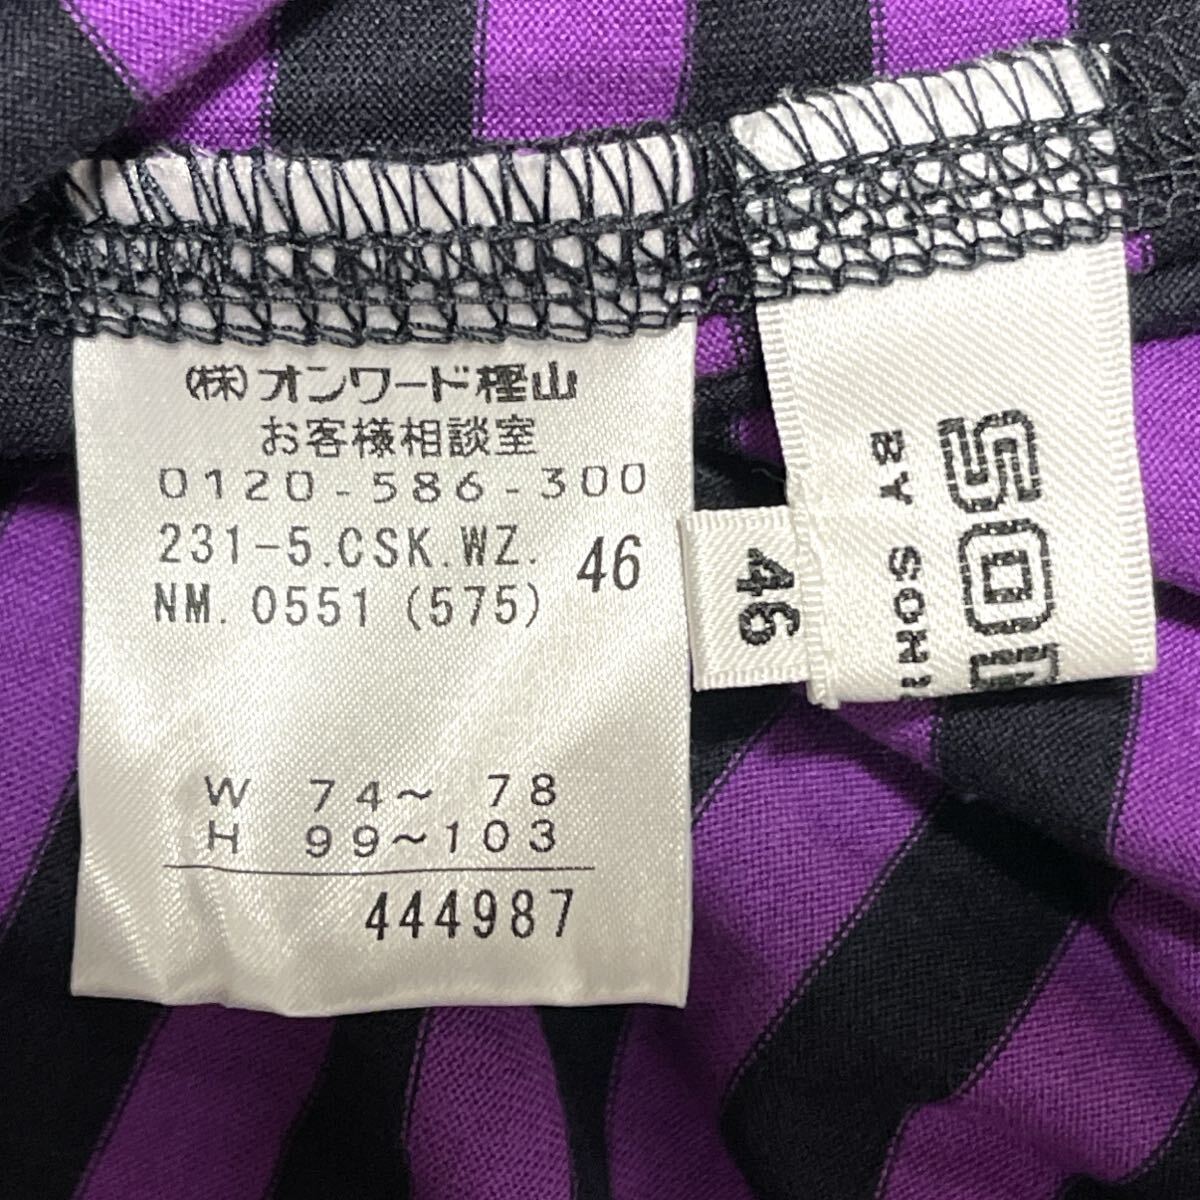 (株)オンワード樫山
お客様相談室
0120-586-300
231-5.CSK.WZ. 46
NM. 0551 (575)
W 74~ 78
H 99~103
444987
46
BY